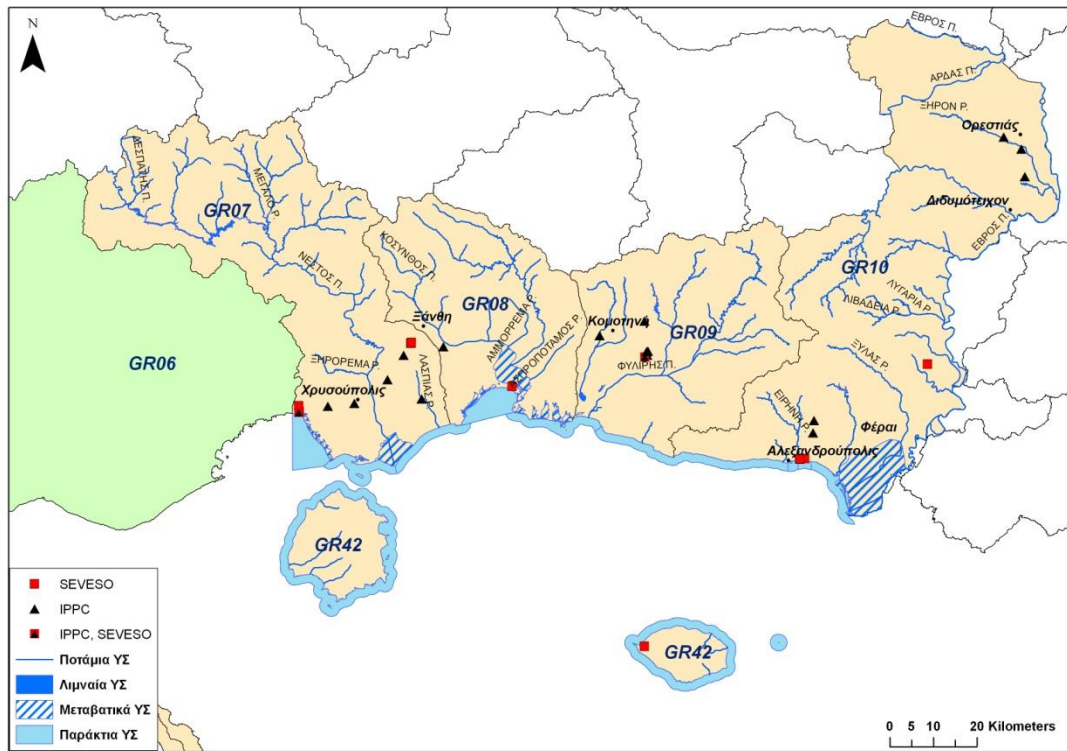 N
ΕΒΡΟΣ Π.
ΑΡΔΑΣ Π.
ΞΗΡΟΝ Ρ.
Ορεστιάς
ΔΕΣΠΑΤΗΣ Π.
ΜΕΓΑΛΟ Ρ.
GR07
Διδυμότειχον
ΕΒΡΟΣ Π.
ΚΟΣΥΝΘΟΣ Π.
ΝΕΣΤΟΣ Π.
GR10
ΛΥΓΑΡΙΑ Ρ.
ΛΙΒΑΔΕΙΑ Ρ.
GR08
Ξάνθη
ΑΜΜΟΡΡΕΜΑ Ρ.
ΑΣΠΡΟΠΟΤΑΜΟΣ Ρ.
Κομοτηνή
GR09
ΞΥΛΑΣ Ρ.
GR06
ΞΗΡΟΡΕΜΑ Ρ.
ΛΑΣΠΙΑΣ Ρ.
ΦΥΛΙΡΗΣ Π.
Χρυσούπολις
ΕΙΡΗΝΗ Ρ.
Φέραι
Αλεξανδρούπολις
GR42
GR42
SEVESO
IPPC
IPPC, SEVESO
Ποτάμια ΥΣ
Λιμναία ΥΣ
Μεταβατικά ΥΣ
Παράκτια ΥΣ
0 5 10 20 Kilometers